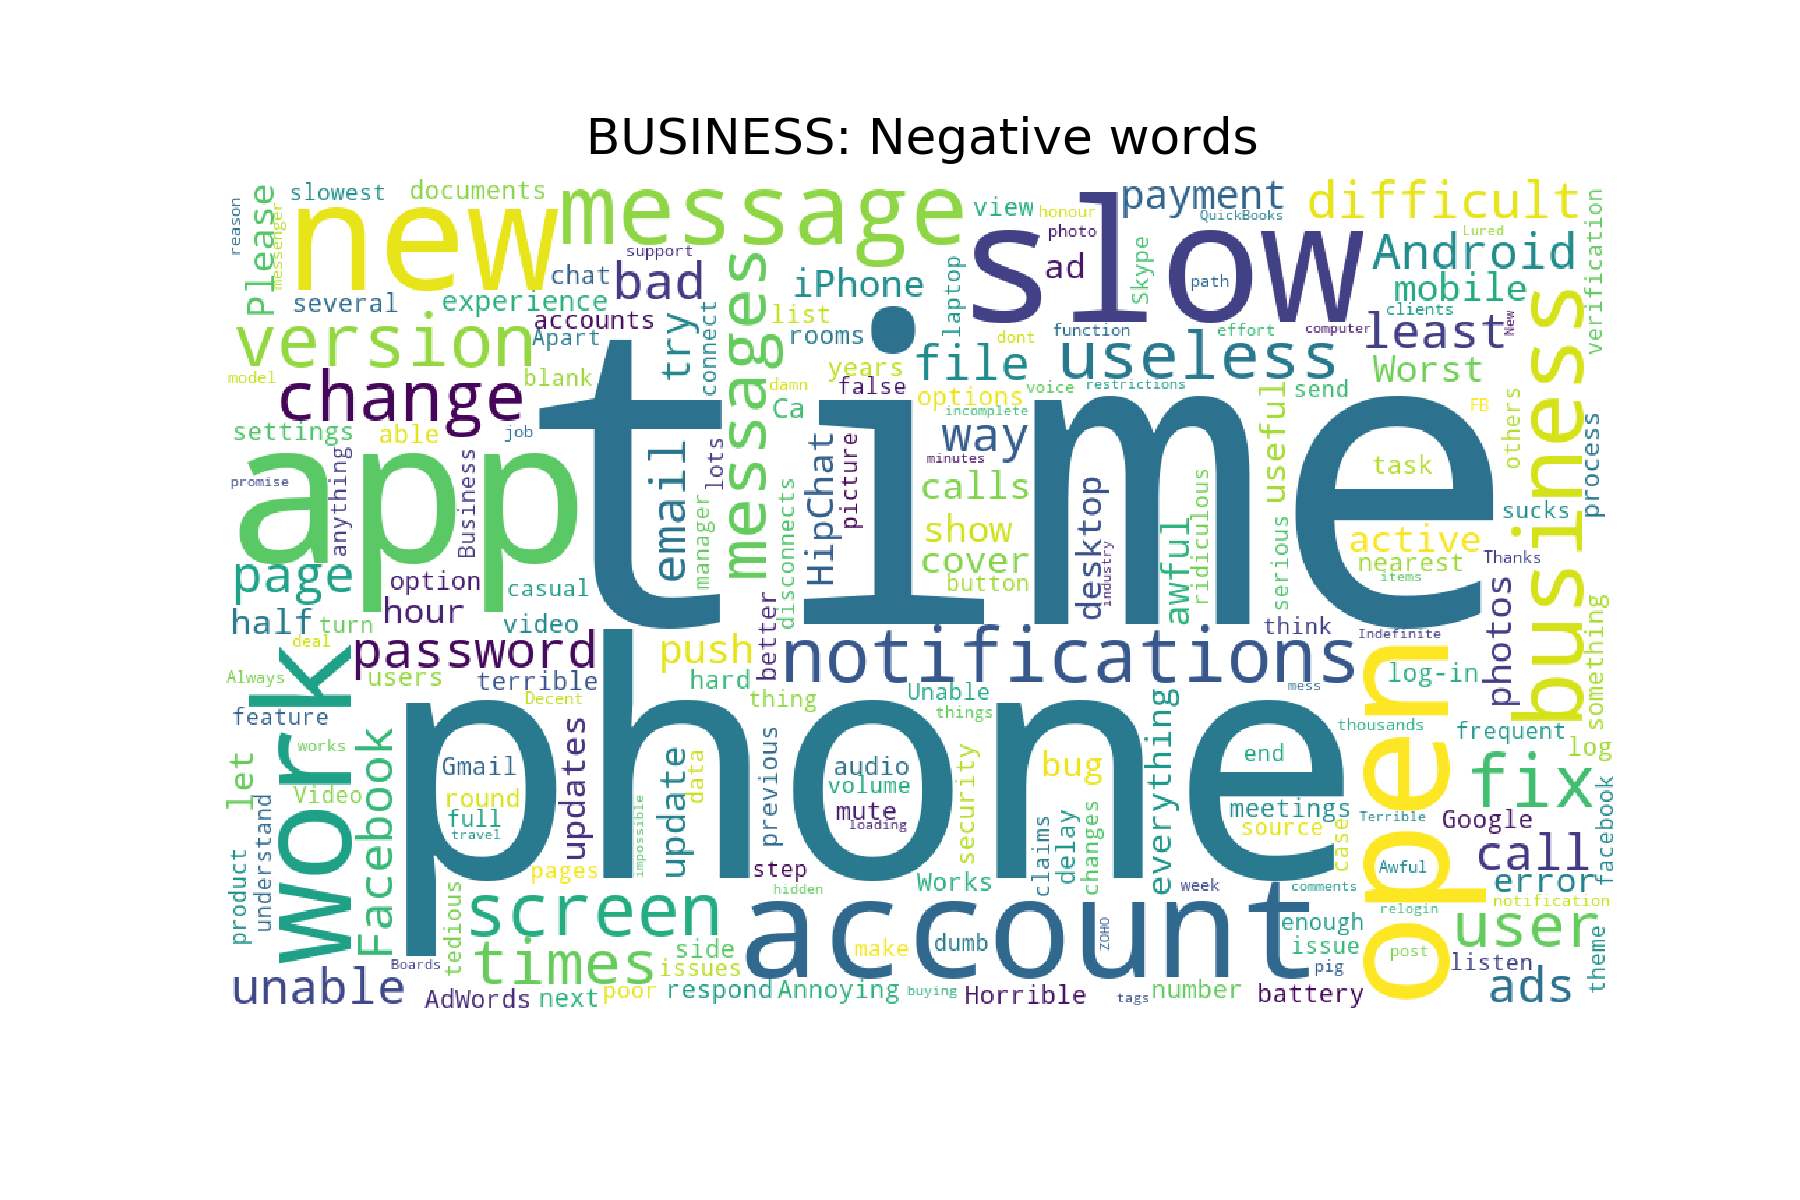 BUSINESS: Negative words
reason
Please
messenger
slowest
documents
new
message
view
honour
slow
payment
QuickBooks
difficult
Lured
verification
photo
support
chat
bad
messages
iPhone
laptop
ad
Skype
path
Android
mobile
several
experience
accounts
try
connect
list
rooms
clients
business
version
Apart
dont
function
effort
computer
least
New
file
useless
Worst
model
change
blank
years
false
damn
Ca
options
voice
restrictions
send
FB
others
incomplete
settings
able
job
time
app
email
lots
HipChat
picture
way
minutes
useful
task
process
promise
anything
Business
manager
disconnects
calls
desktop
ridiculous
sucks
show
awful
serious
active
Thanks
page
option
casual
cover
button
industry
nearest
items
photos
half
turn
hour
video
better
think
Indefinite
something
deal
password
push
notifications
open
log-in
Always
users
terrible
hard
Unable
mess
work
feature
Decent
thing
things
everything
thousands
frequent
log
works
Facebook
phone
updates
update
data
previous
audio
security
bug
end
fix
let
Video
Gmail
round
full
travel
impossible
volume
mute
loading
claims
delay
changes
meetings
source
case
Terrible
Google
facebook
product
understand
pages
step
hidden
Works
week
comments
Awful
call
error
notification
tedious
screen
account
zoho
enough
relogin
user
times
side
make
dumb
issue
post
listen
theme
unable
Boards
AdWords
next
poor
issues
respond
Annoying
buying
Horrible
tags
number
pig
battery
ads